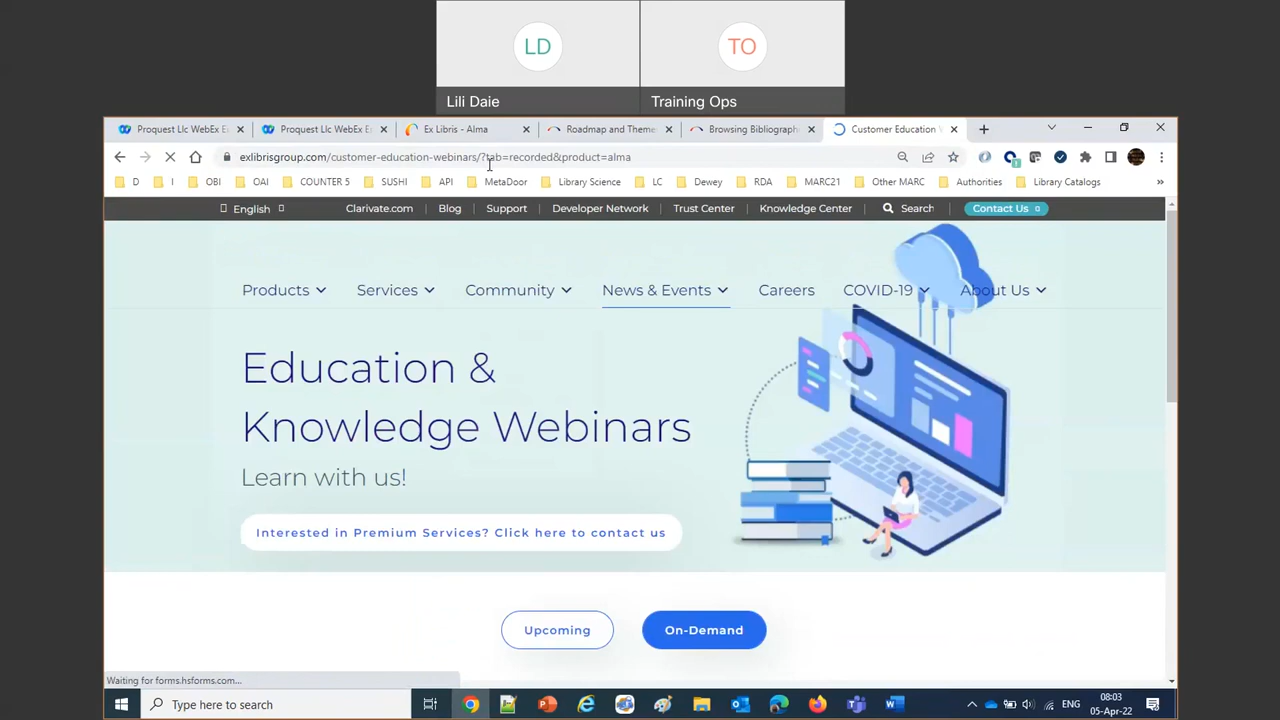 LD
TO
Lili Daie
Training Ops
Proquest Llc WebEx E
Proquest Llc WebEx E
Ex Libris - Alma
Roadmap and Theme
Browsing Bibliograph
Customer Education V
exlibrisgroup.com/customer-education-webinars/?tab=recorded&product=alma
D
I
OBI
OAI
COUNTER 5
SUSHI
API
MetaDoor
Library Science
LC
Dewey
RDA
MARC21
Other MARC
Authorities
Library Catalogs
»
English
Clarivate.com
Blog
Support
Developer Network
Trust Center
Knowledge Center
Search
Contact Us
Products
Services
Community
News & Events
Careers
COVID-19
About Us
Education &
Knowledge Webinars
Learn with us!
Interested in Premium Services? Click here to contact us
Upcoming
On-Demand
Waiting for forms.hsforms.com...
Type here to search
ENG
08:03
05-Apr-22